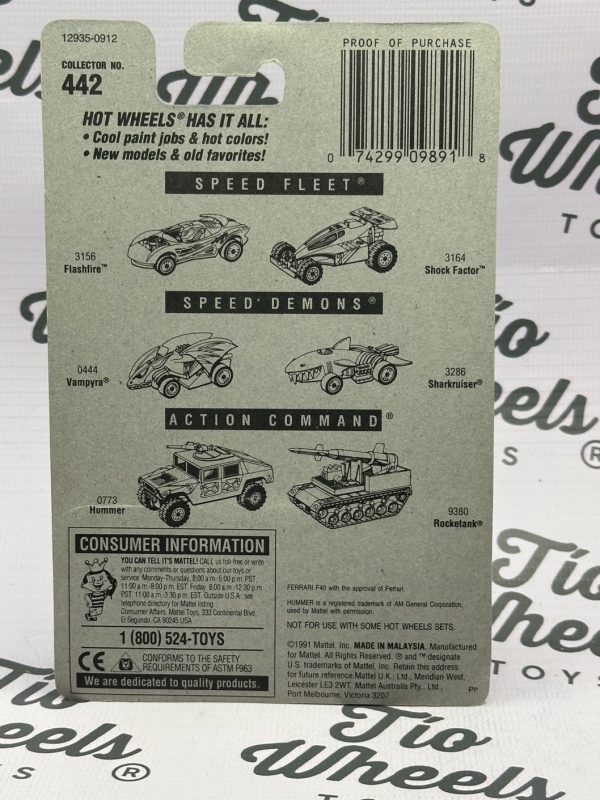 12935-0912
COLLECTOR NO.
442
PROOF OF PURCHASE
0 74299 09891 8
HOT WHEELS® HAS IT ALL:
• Cool paint jobs & hot colors!
• New models & old favorites!
SPEED FLEET®
3156
Flashfire™
3164
Shock Factor™
SPEED DEMONS®
0444
Vampyra®
3286
Sharkruiser®
ACTION COMMAND®
0773
Hummer
9380
Rocketank®
CONSUMER INFORMATION
YOU CAN TELL IT'S MATTEL! CALL us toll-free or write
with any comments or questions about our toys or
service. Monday-Thursday, 8:00 a.m.-5:00 p.m. PST,
11:00 a.m.-8:00 p.m. EST. Friday, 8:00 a.m.-12:30 p.m.
PST, 11:00 a.m.-3:30 p.m. EST. Outside U.S.A., see
telephone directory for Mattel listing.
Consumer Affairs, Mattel Toys, 333 Continental Blvd.
El Segundo, CA 90245 USA
1 (800) 524-TOYS
CE CONFORMS TO THE SAFETY
REQUIREMENTS OF ASTM F963
We are dedicated to quality products.
FERRARI F40 with the approval of Ferrari.
HUMMER is a registered trademark of AM General Corporation,
used by Mattel with permission.
NOT FOR USE WITH SOME HOT WHEELS SETS.
©1991 Mattel, Inc. MADE IN MALAYSIA. Manufactured
for Mattel. All Rights Reserved. ® and ™ designate
U.S. trademarks of Mattel, Inc. Retain this address
for future reference: Mattel U.K., Ltd., Meridian West,
Leicester LE3 2WT. Mattel Australia Pty., Ltd.,
Port Melbourne, Victoria 3207
PP
Tio
Wheels
TOYS
Tio
Wheels
TOYS
Tio
Wheels ®
TOYS